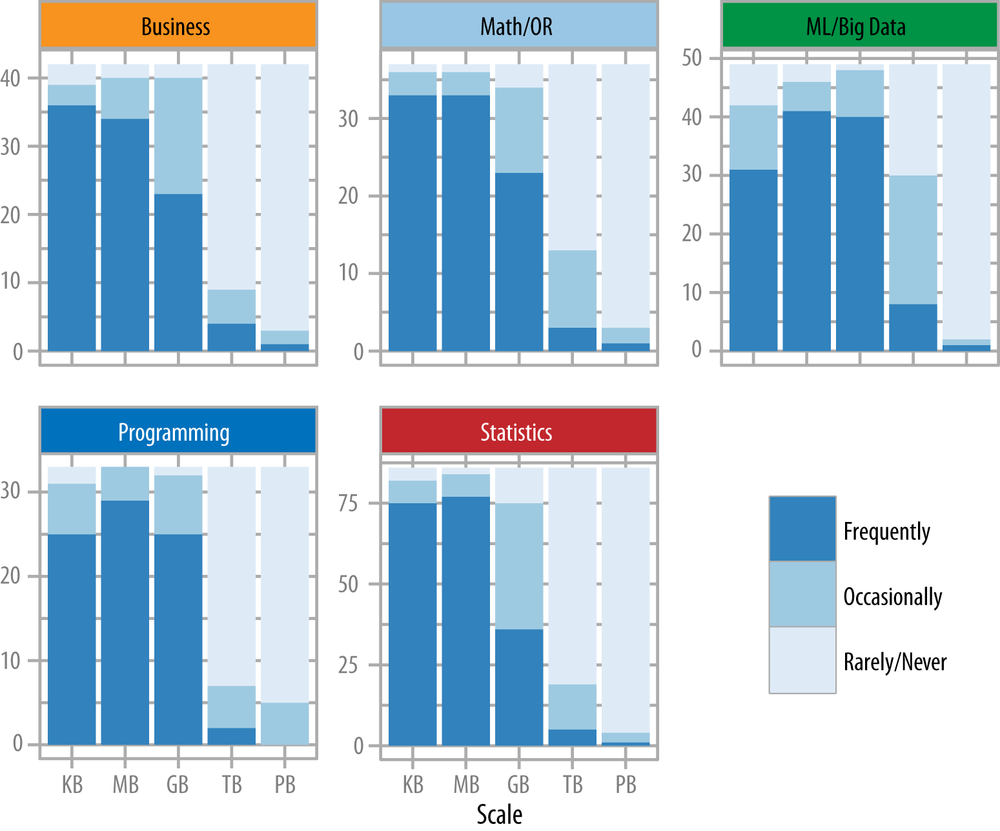 Business
Math/OR
ML/Big Data
40
30
20
10
0
30
20
10
0
50
40
30
20
10
0
Programming
Statistics
30
20
10
0
75
50
25
0
Frequently
Occasionally
Rarely/Never
KB MB GB TB PB
KB MB GB TB PB
Scale